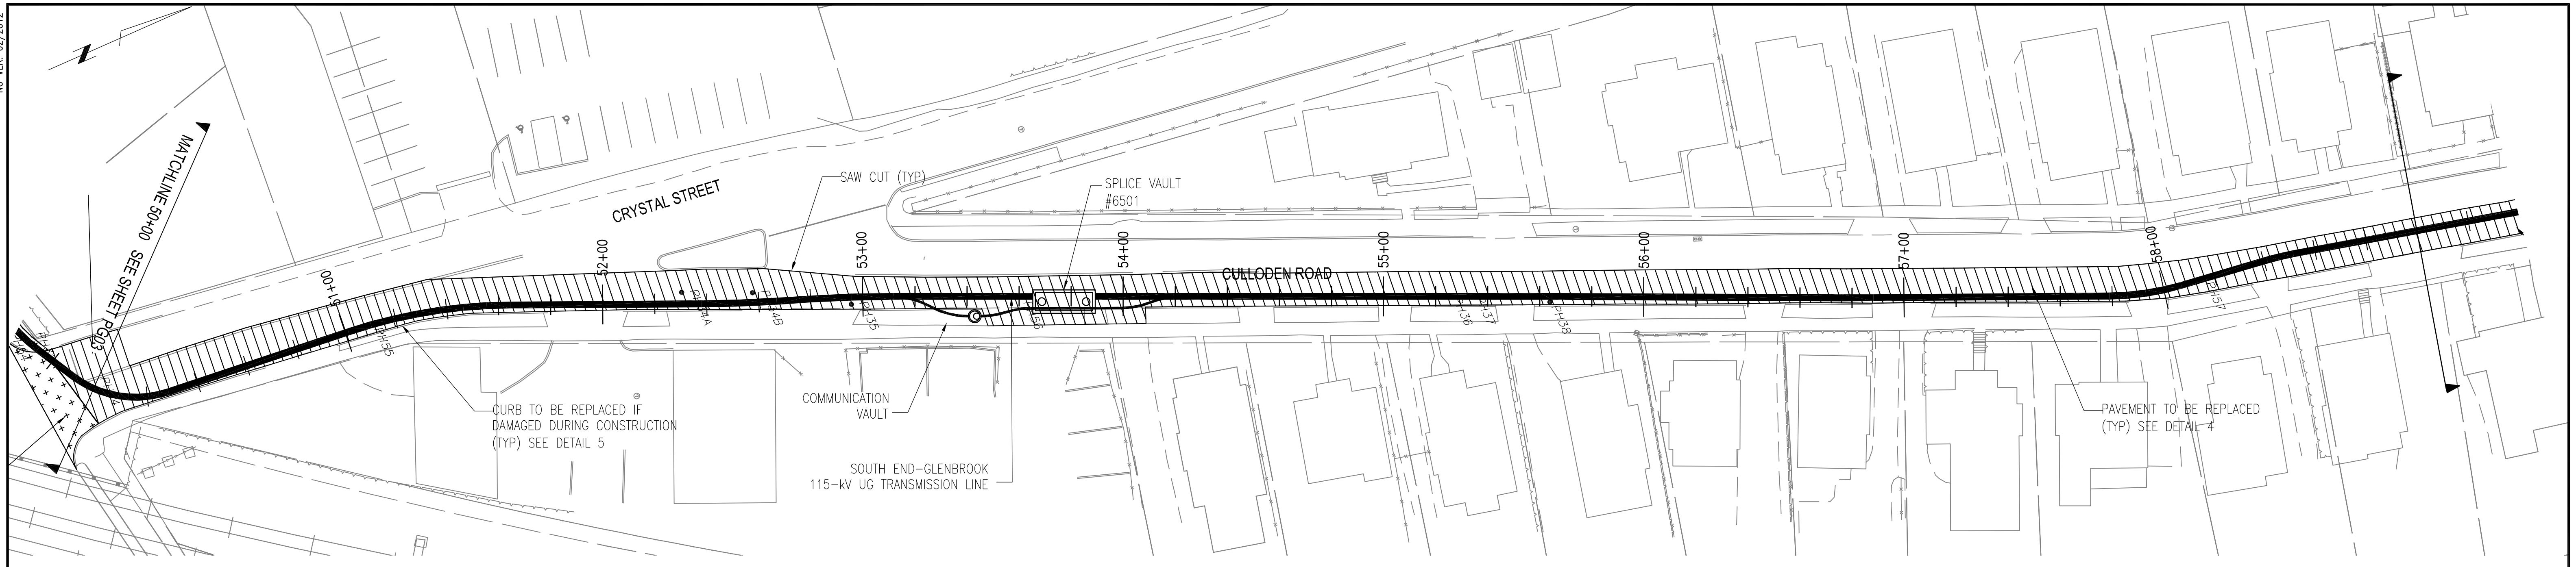 MATCHLINE 50+00 SEE SHEET PG03
CRYSTAL STREET
SAW CUT (TYP)
SPLICE VAULT
#6501
51+00
52+00
53+00
54+00
55+00
56+00
57+00
58+00
CULLODEN ROAD
PH55
PH34A
PH34B
PH35
PH56
PH36
PH37
PH38
PH57
CURB TO BE REPLACED IF
DAMAGED DURING CONSTRUCTION
(TYP) SEE DETAIL 5
COMMUNICATION
VAULT
SOUTH END-GLENBROOK
115-kV UG TRANSMISSION LINE
PAVEMENT TO BE REPLACED
(TYP) SEE DETAIL 4